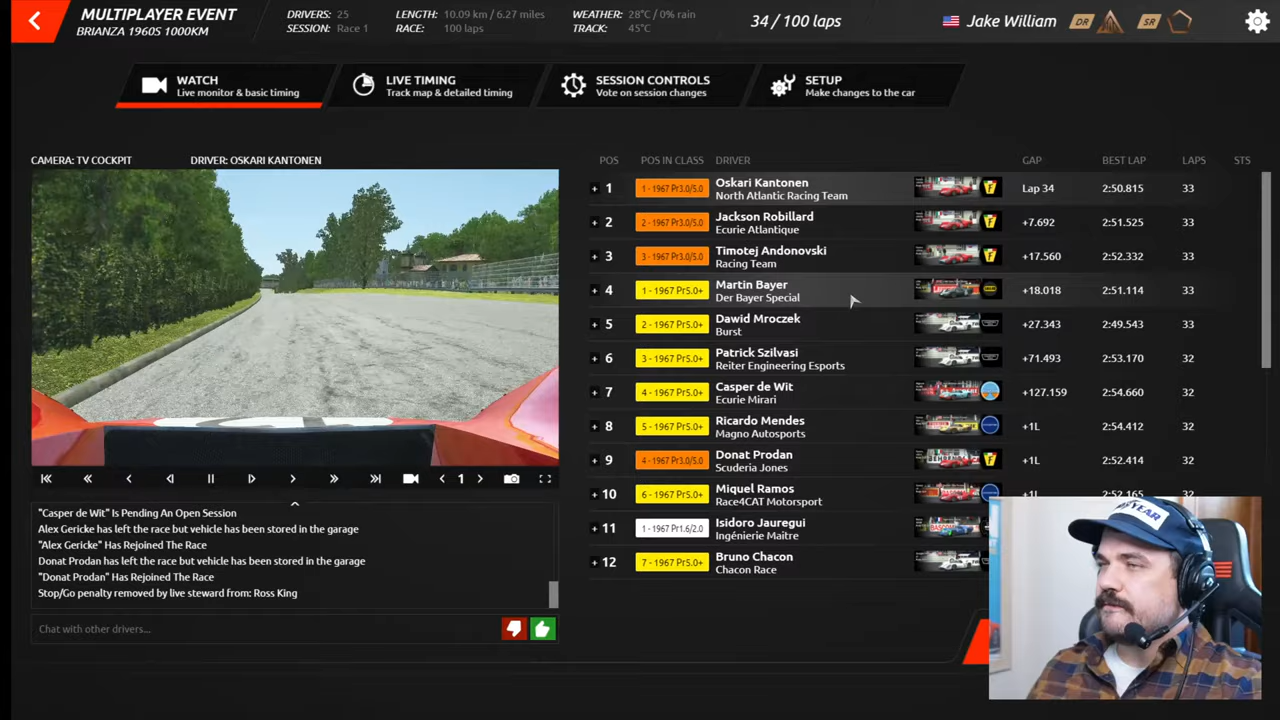 MULTIPLAYER EVENT
BRIANZA 1960S 1000KM
DRIVERS: 25
SESSION: Race 1
LENGTH: 10.09 km / 6.27 miles
RACE: 100 laps
WEATHER: 28°C / 0% rain
TRACK: 45°C
34 / 100 laps
Jake William
DR
SR
WATCH
Live monitor & basic timing
LIVE TIMING
Track map & detailed timing
SESSION CONTROLS
Vote on session changes
SETUP
Make changes to the car
CAMERA: TV COCKPIT
DRIVER: OSKARI KANTONEN
POS POS IN CLASS DRIVER GAP BEST LAP LAPS STS
+ 1 1 - 1967 Pr3.0/5.0 Oskari Kantonen Lap 34 2:50.815 33
North Atlantic Racing Team
+ 2 2 - 1967 Pr3.0/5.0 Jackson Robillard +7.692 2:51.525 33
Ecurie Atlantique
+ 3 3 - 1967 Pr3.0/5.0 Timotej Andonovski +17.560 2:52.332 33
Racing Team
+ 4 1 - 1967 Pr5.0+ Martin Bayer +18.018 2:51.114 33
Der Bayer Special
+ 5 2 - 1967 Pr5.0+ Dawid Mroczek +27.343 2:49.543 33
Burst
+ 6 3 - 1967 Pr5.0+ Patrick Szilvasi +71.493 2:53.170 32
Reiter Engineering Esports
+ 7 4 - 1967 Pr5.0+ Casper de Wit +127.159 2:54.660 32
Ecurie Mirari
+ 8 5 - 1967 Pr5.0+ Ricardo Mendes +1L 2:54.412 32
Magno Autosports
+ 9 4 - 1967 Pr3.0/5.0 Donat Prodan +1L 2:52.414 32
Scuderia Jones
+ 10 6 - 1967 Pr5.0+ Miquel Ramos +1L 2:52.165 32
Race4CAT Motorsport
+ 11 1 - 1967 Pr1.6/2.0 Isidoro Jauregui
Ingénierie Maitre
+ 12 7 - 1967 Pr5.0+ Bruno Chacon
Chacon Race
1
"Casper de Wit" Is Pending An Open Session
Alex Gericke has left the race but vehicle has been stored in the garage
"Alex Gericke" Has Rejoined The Race
Donat Prodan has left the race but vehicle has been stored in the garage
"Donat Prodan" Has Rejoined The Race
Stop/Go penalty removed by live steward from: Ross King
Chat with other drivers...